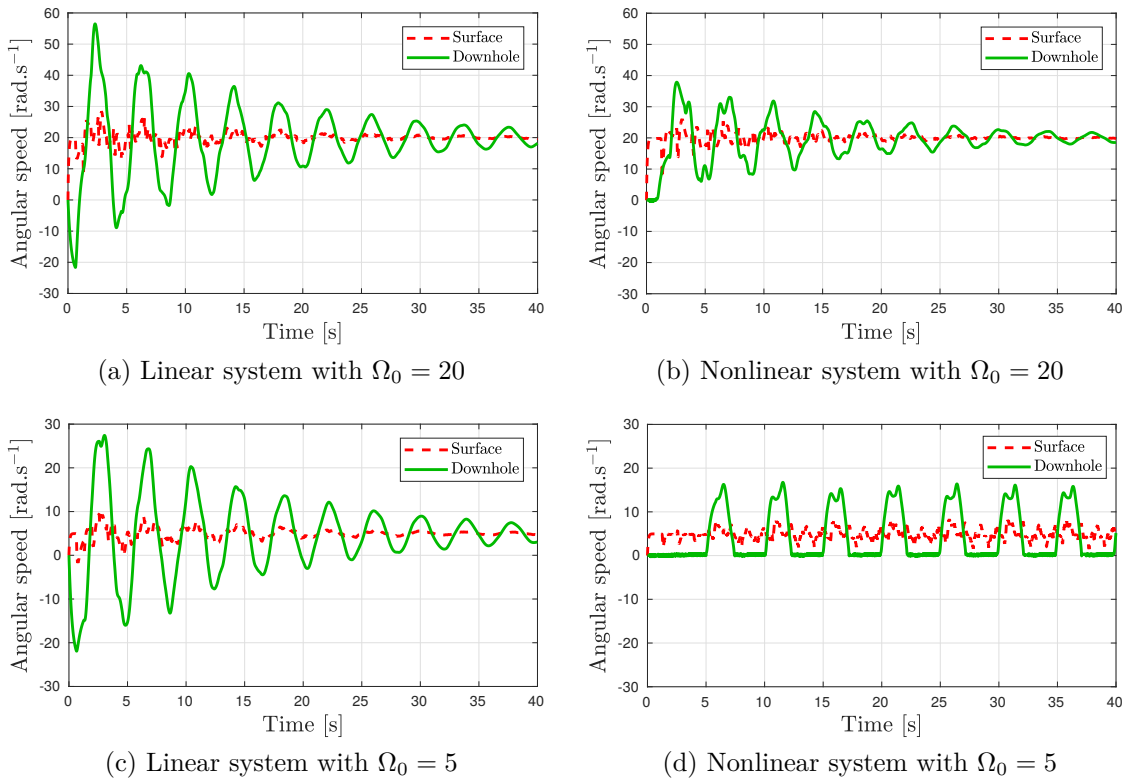 60
50
40
30
20
10
0
-10
-20
-30
Angular speed [rad.s⁻¹]
Surface
Downhole
0 5 10 15 20 25 30 35 40
Time [s]
(a) Linear system with Ω₀ = 20
60
50
40
30
20
10
0
-10
-20
-30
Angular speed [rad.s⁻¹]
Surface
Downhole
0 5 10 15 20 25 30 35 40
Time [s]
(b) Nonlinear system with Ω₀ = 20
30
20
10
0
-10
-20
-30
Angular speed [rad.s⁻¹]
Surface
Downhole
0 5 10 15 20 25 30 35 40
Time [s]
(c) Linear system with Ω₀ = 5
30
20
10
0
-10
-20
-30
Angular speed [rad.s⁻¹]
Surface
Downhole
0 5 10 15 20 25 30 35 40
Time [s]
(d) Nonlinear system with Ω₀ = 5